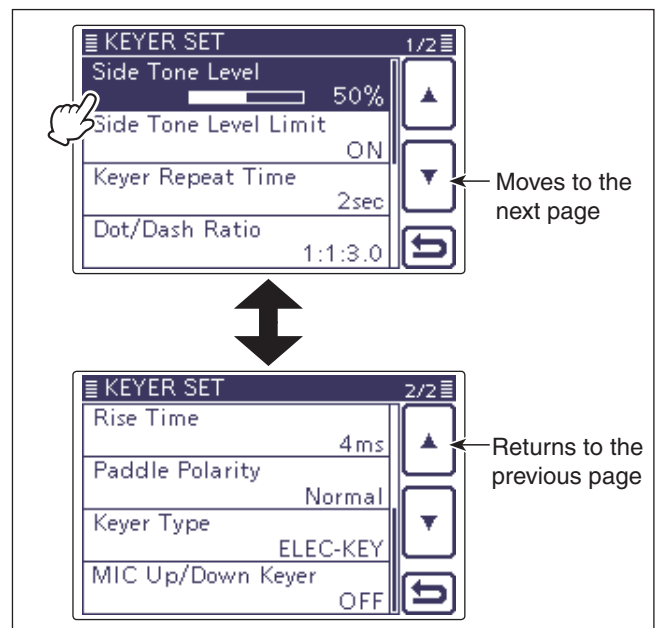 KEYER SET 1/2
Side Tone Level
50%
Side Tone Level Limit
ON
Keyer Repeat Time
2sec
Dot/Dash Ratio
1:1:3.0
Moves to the
next page
KEYER SET 2/2
Rise Time
4ms
Paddle Polarity
Normal
Keyer Type
ELEC-KEY
MIC Up/Down Keyer
OFF
Returns to the
previous page